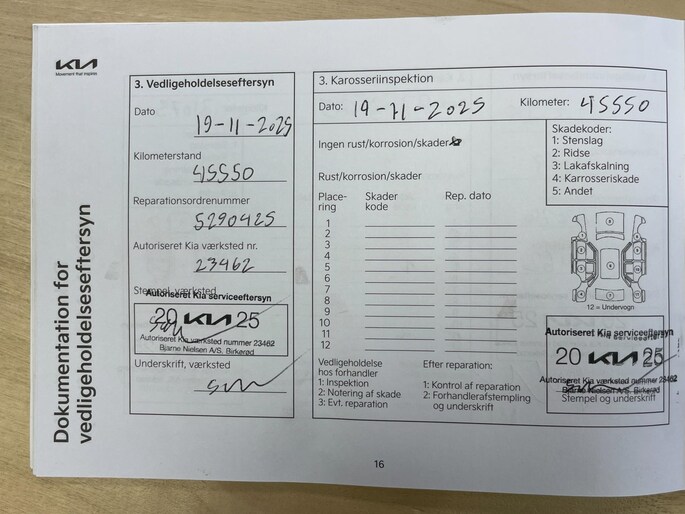 KIA
Movement that inspires
Dokumentation for
vedligeholdelseseftersyn
3. Vedligeholdelseseftersyn
Dato
19-11-2025
Kilometerstand
45550
Reparationsordrenummer
5290425
Autoriseret Kia værksted nr.
23462
Stempel, værksted
Autoriseret Kia serviceeftersyn
20 KIA 25
Autoriseret Kia værksted nummer 23462
Bjarne Nielsen A/S. Birkerød
Underskrift, værksted
3. Karosseriinspektion
Dato: 19-11-2025 Kilometer: 45550
Ingen rust/korrosion/skader
Rust/korrosion/skader
Place- Skader Rep. dato
ring kode
1
2
3
4
5
6
7
8
9
10
11
12
Skadekoder:
1: Stenslag
2: Ridse
3: Lakafskalning
4: Karrosseriskade
5: Andet
12 = Undervogn
Vedligeholdelse
hos forhandler
1: Inspektion
2: Notering af skade
3: Evt. reparation
Efter reparation:
1: Kontrol af reparation
2: Forhandlerafstempling
og underskrift
Autoriseret Kia serviceeftersyn
20 KIA 25
Autoriseret Kia værksted nummer 23462
Bjarne Nielsen A/S. Birkerød
Stempel og underskrift
16